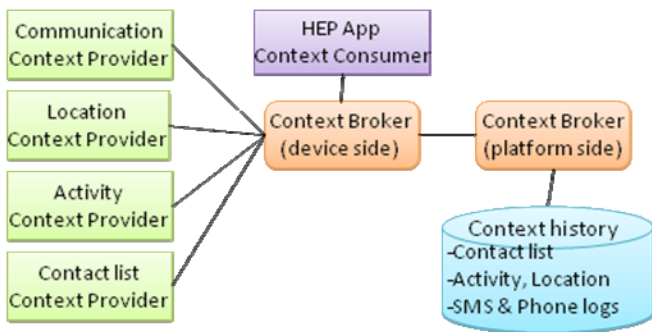 Communication
Context Provider
HEP App
Context Consumer
Location
Context Provider
Context Broker
(device side)
Context Broker
(platform side)
Activity
Context Provider
Contact list
Context Provider
Context history
-Contact list
-Activity, Location
-SMS & Phone logs